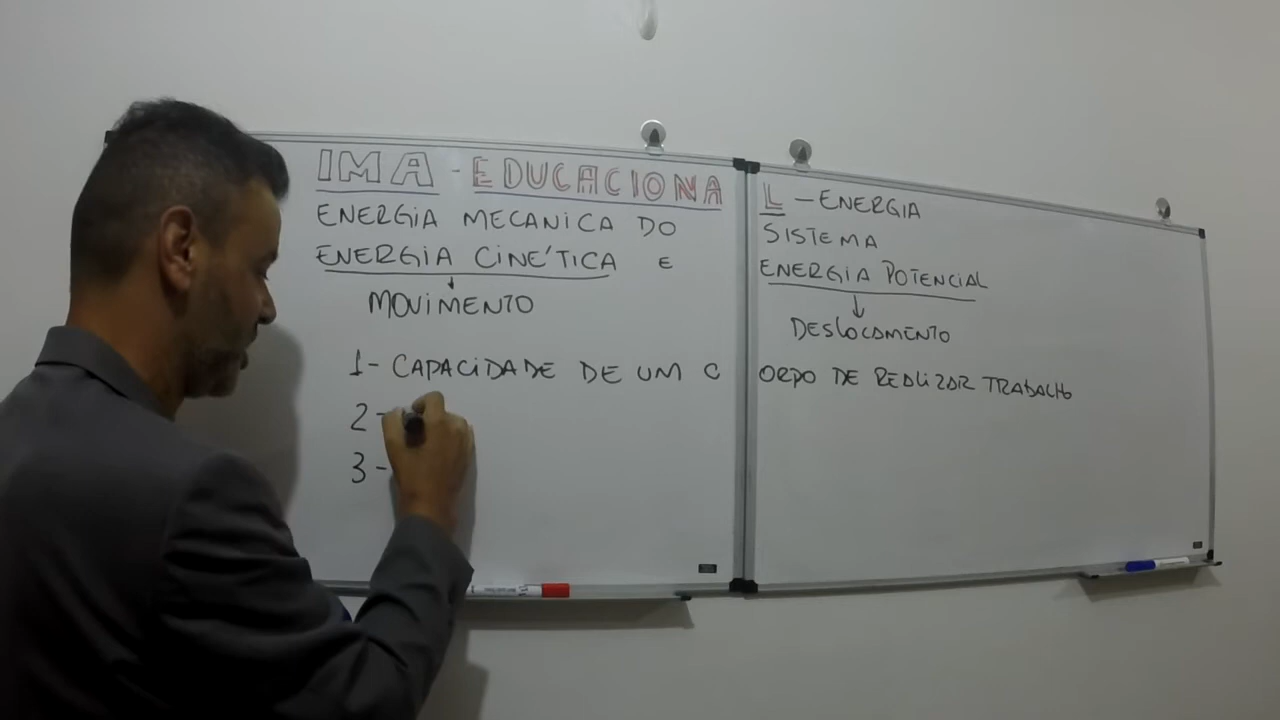 IMA - EDUCACIONAL - ENERGIA
ENERGIA MECANICA DO SISTEMA
ENERGIA CINÉTICA E ENERGIA POTENCIAL
MOVIMENTO DESLOCAMENTO
1- CAPACIDADE DE UM CORPO DE REALIZAR TRABALHO
2-
3-